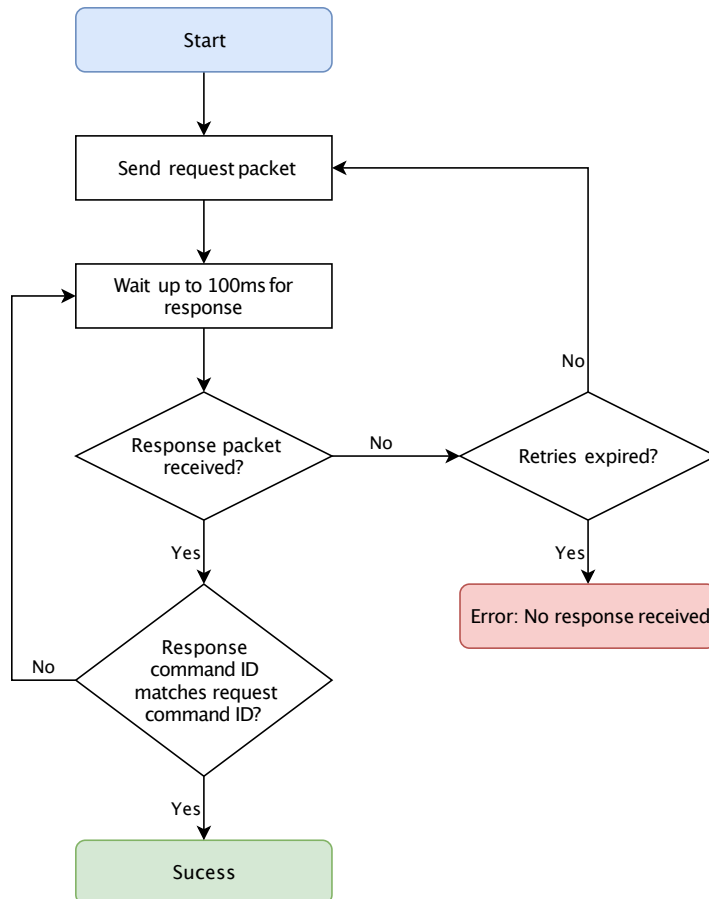 Start
Send request packet
Wait up to 100ms for
response
No
Response packet
received?
No
Retries expired?
Yes
Yes
Error: No response received
Response
command ID
matches request
command ID?
No
Yes
Sucess